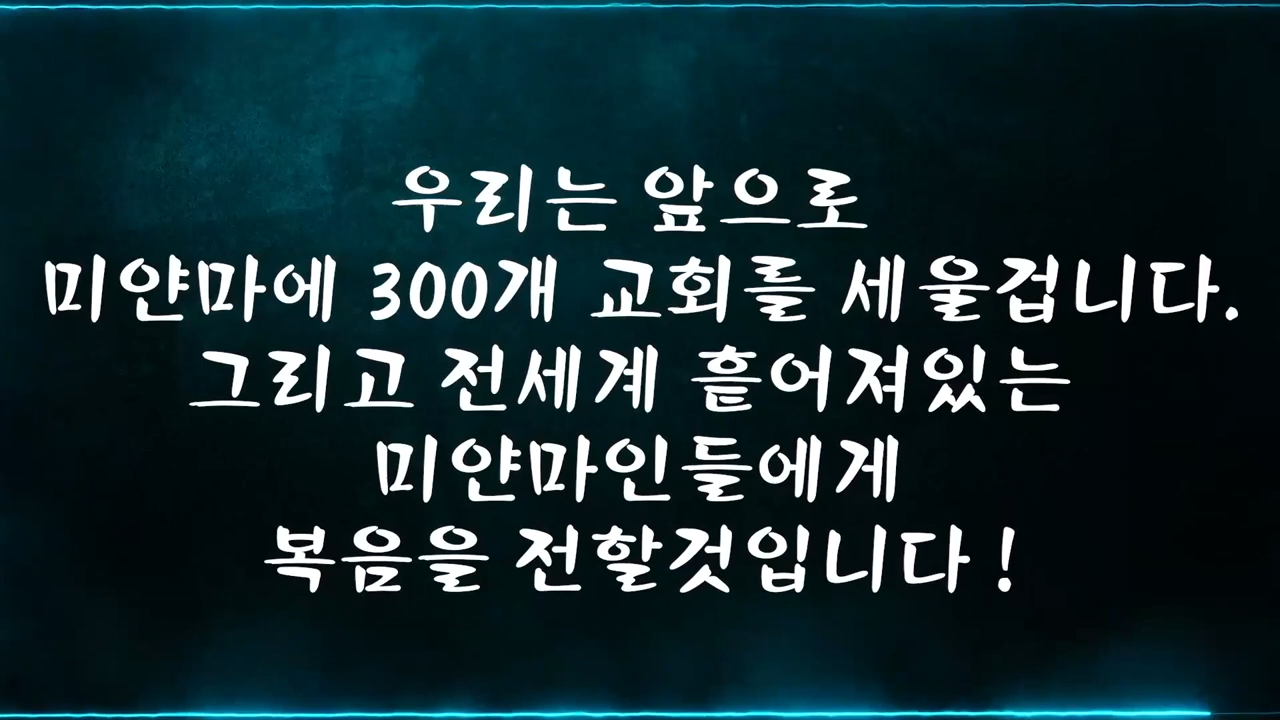 우리는 앞으로
미얀마에 300개 교회를 세울겁니다.
그리고 전세계 흩어져있는
미얀마인들에게
복음을 전할것입니다 !